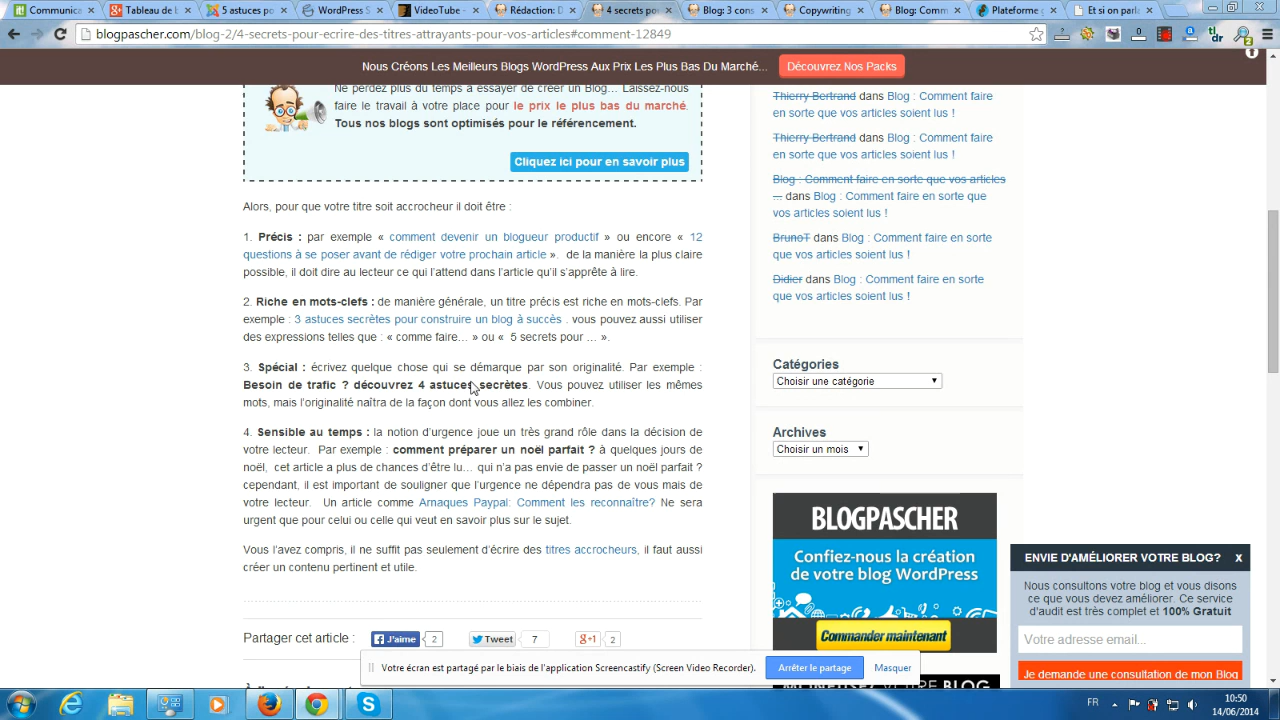 Communica
Tableau de b
5 astuces po
WordPress S
VideoTube -
Rédaction: D
4 secrets po
Blog: 3 cons
Copywriting
Blog: Comm
Plateforme g
Et si on parla
blogpascher.com/blog-2/4-secrets-pour-ecrire-des-titres-attrayants-pour-vos-articles#comment-12849
Nous Créons Les Meilleurs Blogs WordPress Aux Prix Les Plus Bas Du Marché... Découvrez Nos Packs
Ne perdez plus du temps à essayer de créer un Blog… Laissez-nous
faire le travail à votre place pour le prix le plus bas du marché.
Tous nos blogs sont optimisés pour le référencement.
Cliquez ici pour en savoir plus
Alors, pour que votre titre soit accrocheur il doit être :
1. Précis : par exemple « comment devenir un blogueur productif » ou encore « 12
questions à se poser avant de rédiger votre prochain article ». de la manière la plus claire
possible, il doit dire au lecteur ce qui l'attend dans l'article qu'il s'apprête à lire.
2. Riche en mots-clefs : de manière générale, un titre précis est riche en mots-clefs. Par
exemple : 3 astuces secrètes pour construire un blog à succès . vous pouvez aussi utiliser
des expressions telles que : « comme faire… » ou « 5 secrets pour … ».
3. Spécial : écrivez quelque chose qui se démarque par son originalité. Par exemple :
Besoin de trafic ? découvrez 4 astuces secrètes. Vous pouvez utiliser les mêmes
mots, mais l'originalité naîtra de la façon dont vous allez les combiner.
4. Sensible au temps : la notion d'urgence joue un très grand rôle dans la décision de
votre lecteur. Par exemple : comment préparer un noël parfait ? à quelques jours de
noël, cet article a plus de chances d'être lu… qui n'a pas envie de passer un noël parfait ?
cependant, il est important de souligner que l'urgence ne dépendra pas de vous mais de
votre lecteur. Un article comme Arnaques Paypal: Comment les reconnaître? Ne sera
urgent que pour celui ou celle qui veut en savoir plus sur le sujet.
Vous l'avez compris, il ne suffit pas seulement d'écrire des titres accrocheurs, il faut aussi
créer un contenu pertinent et utile.
Partager cet article : J'aime 2 Tweet 7 g+1 2
Thierry Bertrand dans Blog : Comment faire
en sorte que vos articles soient lus !
Thierry Bertrand dans Blog : Comment faire
en sorte que vos articles soient lus !
Blog : Comment faire en sorte que vos articles
... dans Blog : Comment faire en sorte que
vos articles soient lus !
BrunoT dans Blog : Comment faire en sorte
que vos articles soient lus !
Didier dans Blog : Comment faire en sorte
que vos articles soient lus !
Catégories
Choisir une catégorie
Archives
Choisir un mois
BLOGPASCHER
Confiez-nous la création
de votre blog WordPress
Commander maintenant
MONETISEZ VOTRE BLOG
ENVIE D'AMÉLIORER VOTRE BLOG? X
Nous consultons votre blog et vous disons
ce que vous devez améliorer. Ce service
d'audit est très complet et 100% Gratuit
Votre adresse email...
Je demande une consultation de mon Blog
Votre écran est partagé par le biais de l'application Screencastify (Screen Video Recorder). Arrêter le partage Masquer
FR
10:50
14/06/2014